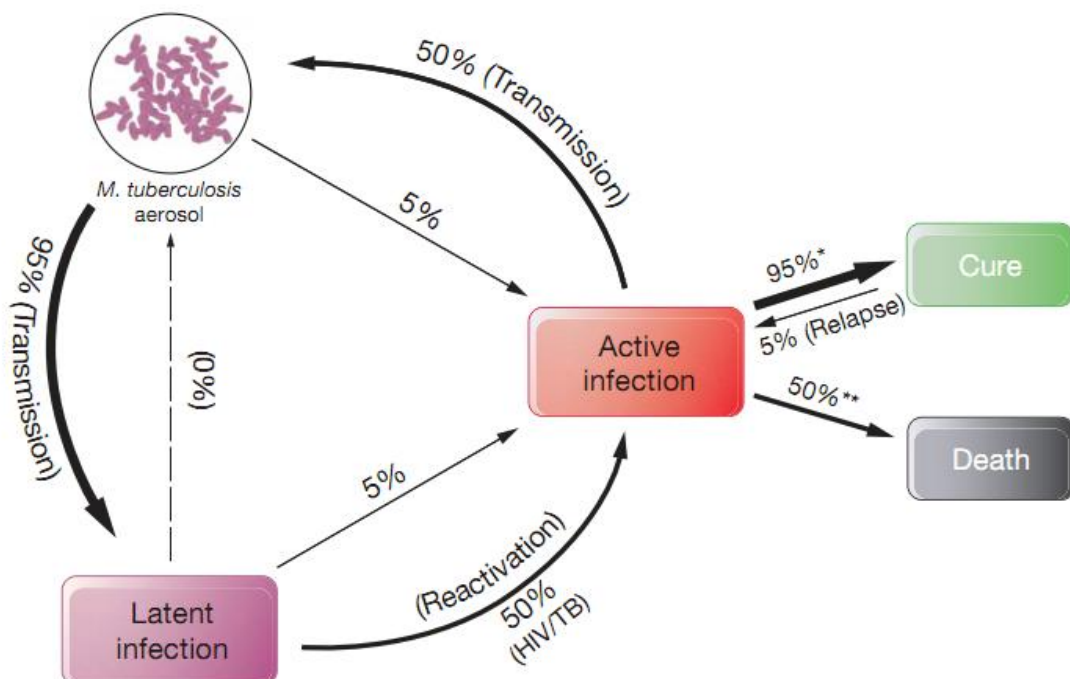 50% (Transmission)
M. tuberculosis
aerosol
5%
95% (Transmission)
(0%)
95%*
Cure
5% (Relapse)
Active
infection
50%**
Death
5%
(Reactivation)
50%
(HIV/TB)
Latent
infection